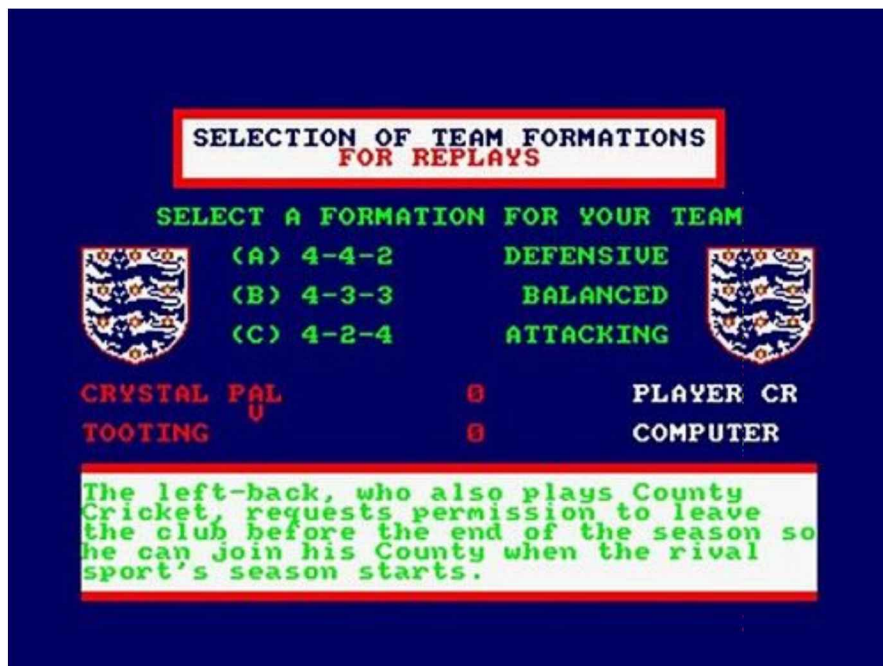 SELECTION OF TEAM FORMATIONS
FOR REPLAYS
SELECT A FORMATION FOR YOUR TEAM
(A) 4-4-2 DEFENSIVE
(B) 4-3-3 BALANCED
(C) 4-2-4 ATTACKING
CRYSTAL PAL 0 PLAYER CR
V
TOOTING 0 COMPUTER
The left-back, who also plays County
Cricket, requests permission to leave
the club before the end of the season so
he can join his County when the rival
sport's season starts.